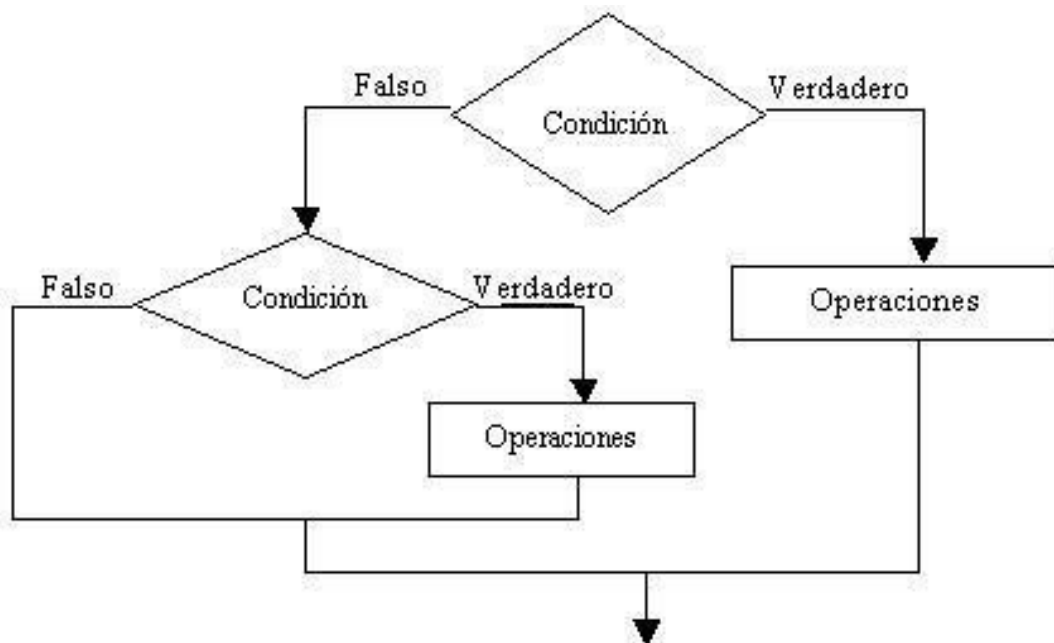 Falso
Verdadero
Condición
Falso
Condición
Verdadero
Operaciones
Operaciones